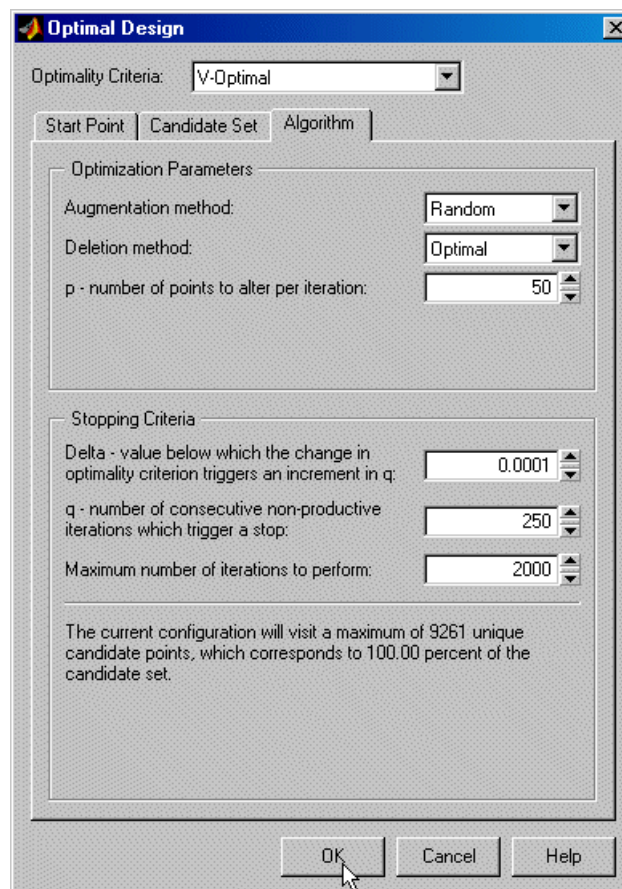 Optimal Design
Optimality Criteria: V-Optimal
Start Point Candidate Set Algorithm
Optimization Parameters
Augmentation method: Random
Deletion method: Optimal
p - number of points to alter per iteration: 50
Stopping Criteria
Delta - value below which the change in
optimality criterion triggers an increment in q: 0.0001
q - number of consecutive non-productive
iterations which trigger a stop: 250
Maximum number of iterations to perform: 2000
The current configuration will visit a maximum of 9261 unique
candidate points, which corresponds to 100.00 percent of the
candidate set.
OK Cancel Help